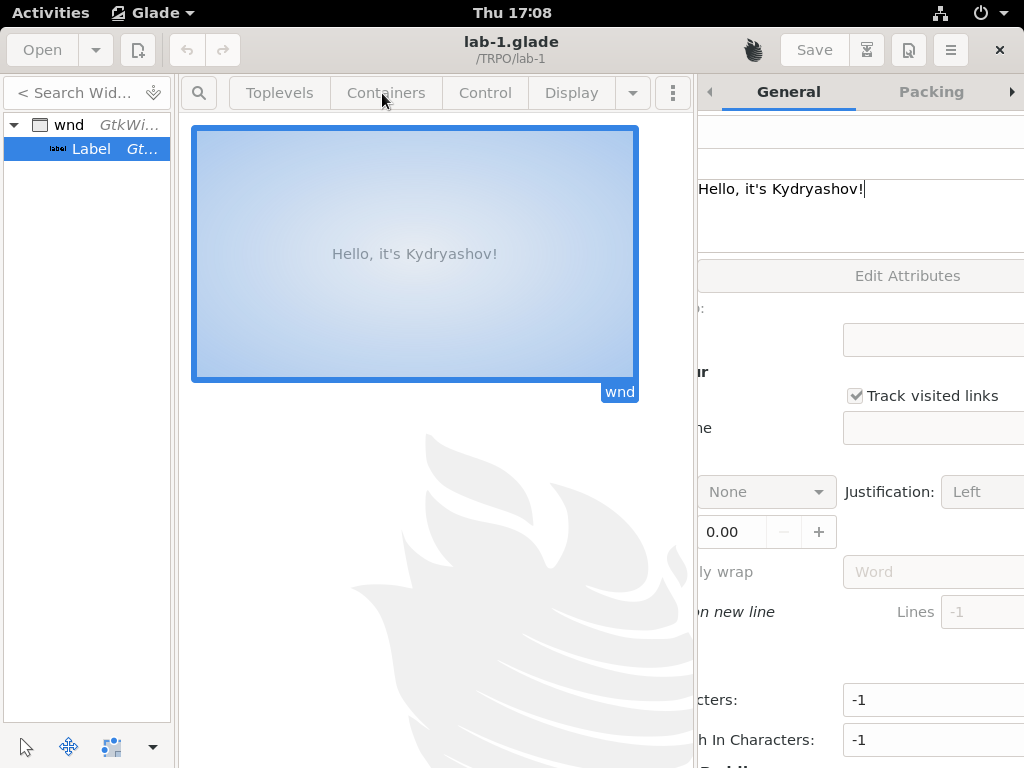 Activities Glade Thu 17:08
Open lab-1.glade Save
/TRPO/lab-1
< Search Wid... Toplevels Containers Control Display General Packing
wnd GtkWi...
label Label Gt...
Hello, it's Kydryashov!
Hello, it's Kydryashov!
Edit Attributes
wnd
Track visited links
None Justification: Left
0.00
ly wrap Word
on new line Lines -1
cters: -1
h In Characters: -1